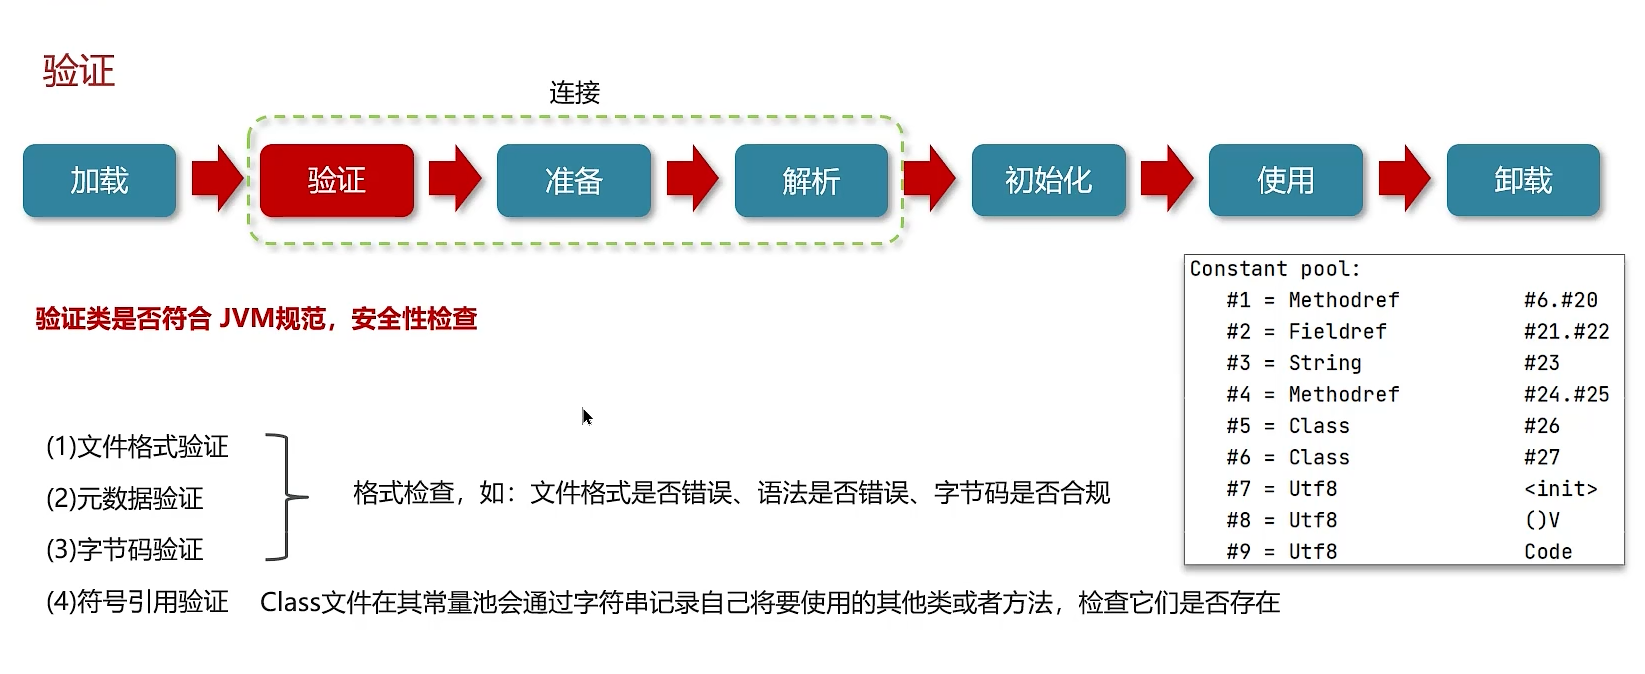 验证
连接
加载
验证
准备
解析
初始化
使用
卸载
验证类是否符合 JVM规范，安全性检查
Constant pool:
#1 = Methodref #6.#20
#2 = Fieldref #21.#22
#3 = String #23
#4 = Methodref #24.#25
#5 = Class #26
#6 = Class #27
#7 = Utf8 <init>
#8 = Utf8 ()V
#9 = Utf8 Code
(1)文件格式验证
(2)元数据验证
(3)字节码验证
格式检查，如：文件格式是否错误、语法是否错误、字节码是否合规
(4)符号引用验证 Class文件在其常量池会通过字符串记录自己将要使用的其他类或者方法，检查它们是否存在